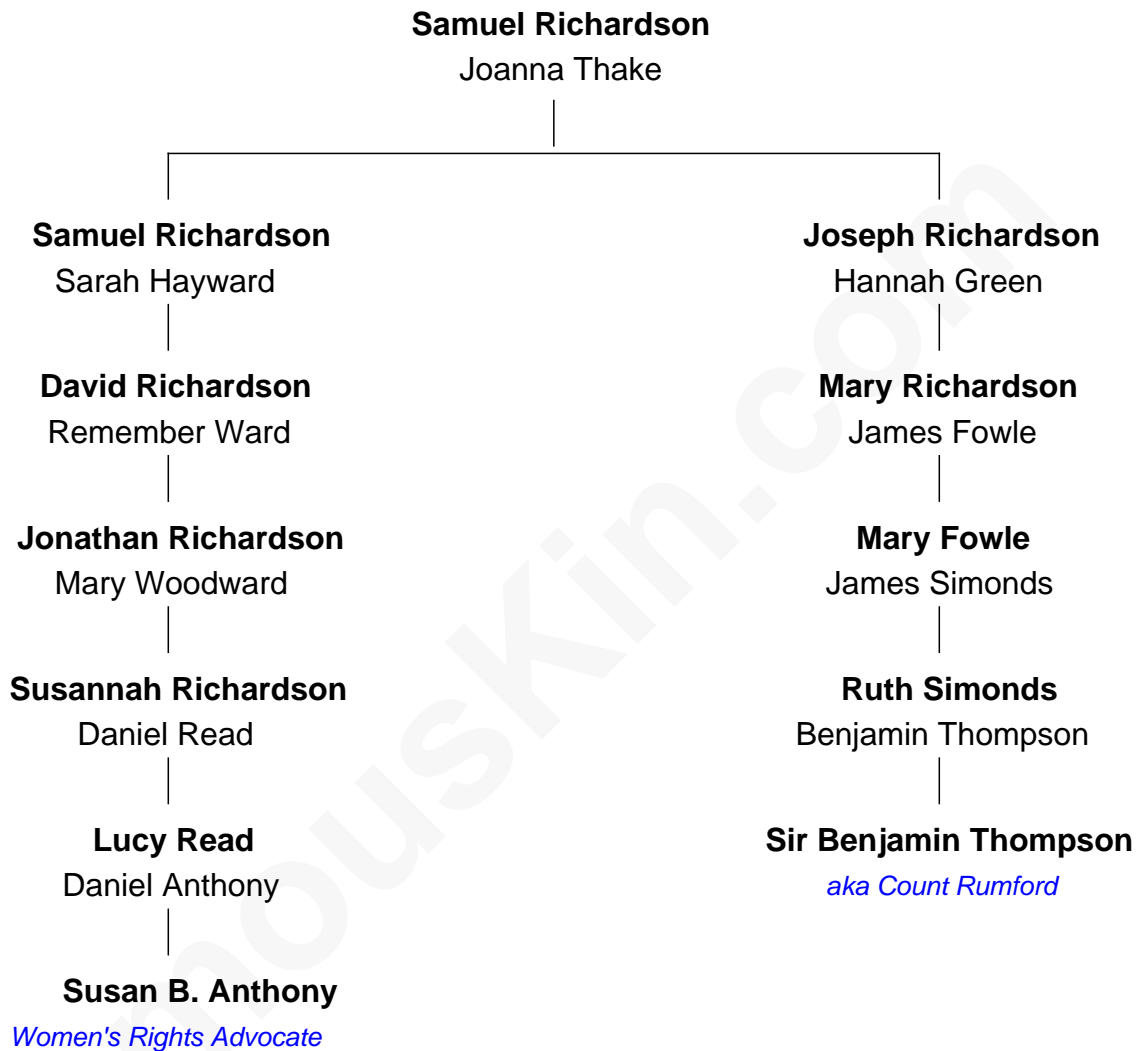 Samuel Richardson
Joanna Thake
Samuel Richardson
Sarah Hayward
Joseph Richardson
Hannah Green
David Richardson
Remember Ward
Mary Richardson
James Fowle
Jonathan Richardson
Mary Woodward
Mary Fowle
James Simonds
Susannah Richardson
Daniel Read
Ruth Simonds
Benjamin Thompson
Lucy Read
Daniel Anthony
Sir Benjamin Thompson
aka Count Rumford
Susan B. Anthony
Women's Rights Advocate
mousKin.com